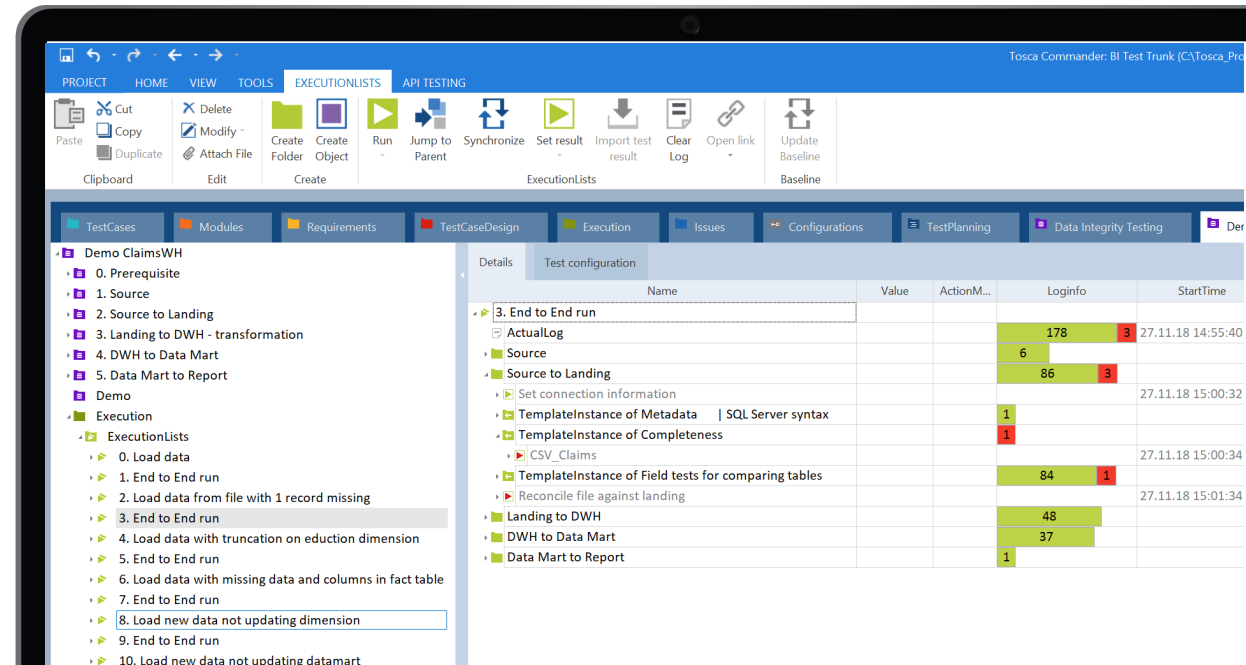 Tosca Commander: BI Test Trunk (C:\Tosca_Pro
PROJECT HOME VIEW TOOLS EXECUTIONLISTS API TESTING
Paste
Cut
Copy
Duplicate
Clipboard
Delete
Modify
Attach File
Edit
Create Folder
Create Object
Create
Run
Jump to Parent
Synchronize
Set result
Import test result
Clear Log
Open link
ExecutionLists
Update Baseline
Baseline
TestCases Modules Requirements TestCaseDesign Execution Issues Configurations TestPlanning Data Integrity Testing Der
Demo ClaimsWH
0. Prerequisite
1. Source
2. Source to Landing
3. Landing to DWH - transformation
4. DWH to Data Mart
5. Data Mart to Report
Demo
Execution
ExecutionLists
0. Load data
1. End to End run
2. Load data from file with 1 record missing
3. End to End run
4. Load data with truncation on eduction dimension
5. End to End run
6. Load data with missing data and columns in fact table
7. End to End run
8. Load new data not updating dimension
9. End to End run
10. Load new data not updating datamart
Details Test configuration
Name Value ActionM... Loginfo StartTime
3. End to End run
ActualLog 178 3 27.11.18 14:55:40
Source 6
Source to Landing 86 3
Set connection information 27.11.18 15:00:32
TemplateInstance of Metadata | SQL Server syntax 1
TemplateInstance of Completeness 1
CSV_Claims 27.11.18 15:00:34
TemplateInstance of Field tests for comparing tables 84 1
Reconcile file against landing 27.11.18 15:01:34
Landing to DWH 48
DWH to Data Mart 37
Data Mart to Report 1